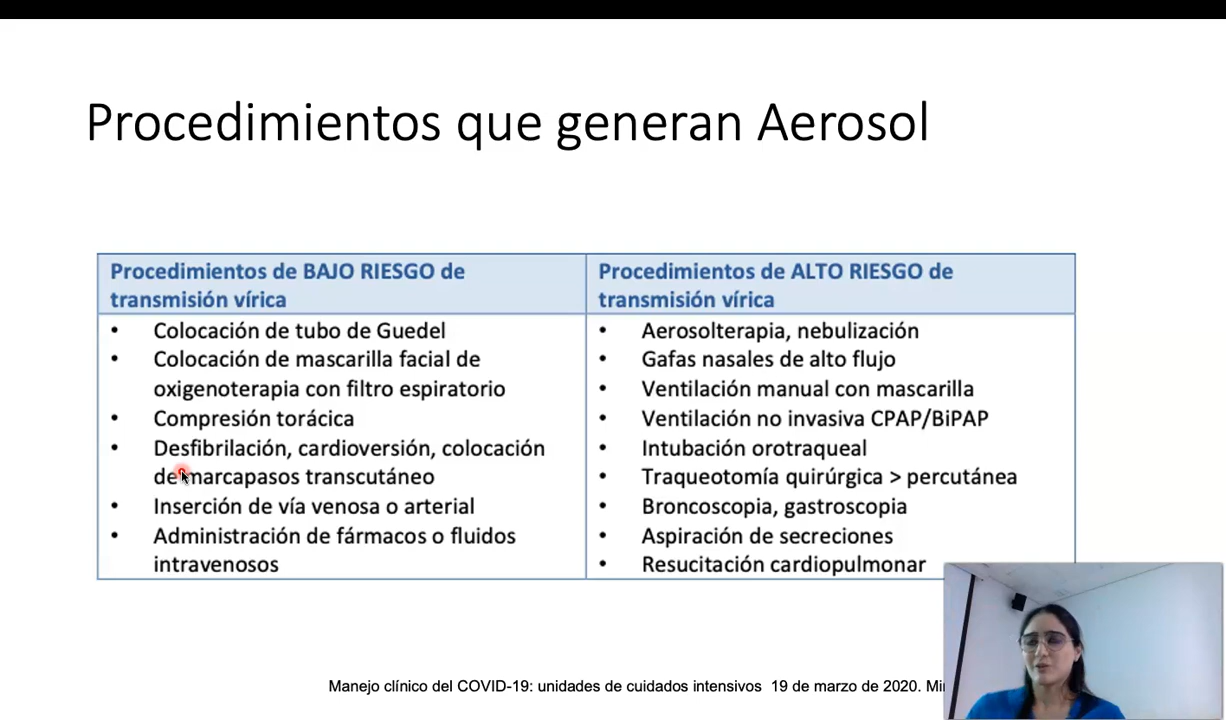 Procedimientos que generan Aerosol
Procedimientos de BAJO RIESGO de
transmisión vírica
• Colocación de tubo de Guedel
• Colocación de mascarilla facial de
oxigenoterapia con filtro espiratorio
• Compresión torácica
• Desfibrilación, cardioversión, colocación
de marcapasos transcutáneo
• Inserción de vía venosa o arterial
• Administración de fármacos o fluidos
intravenosos
Procedimientos de ALTO RIESGO de
transmisión vírica
• Aerosolterapia, nebulización
• Gafas nasales de alto flujo
• Ventilación manual con mascarilla
• Ventilación no invasiva CPAP/BiPAP
• Intubación orotraqueal
• Traqueotomía quirúrgica > percutánea
• Broncoscopia, gastroscopia
• Aspiración de secreciones
• Resucitación cardiopulmonar
Manejo clínico del COVID-19: unidades de cuidados intensivos 19 de marzo de 2020.